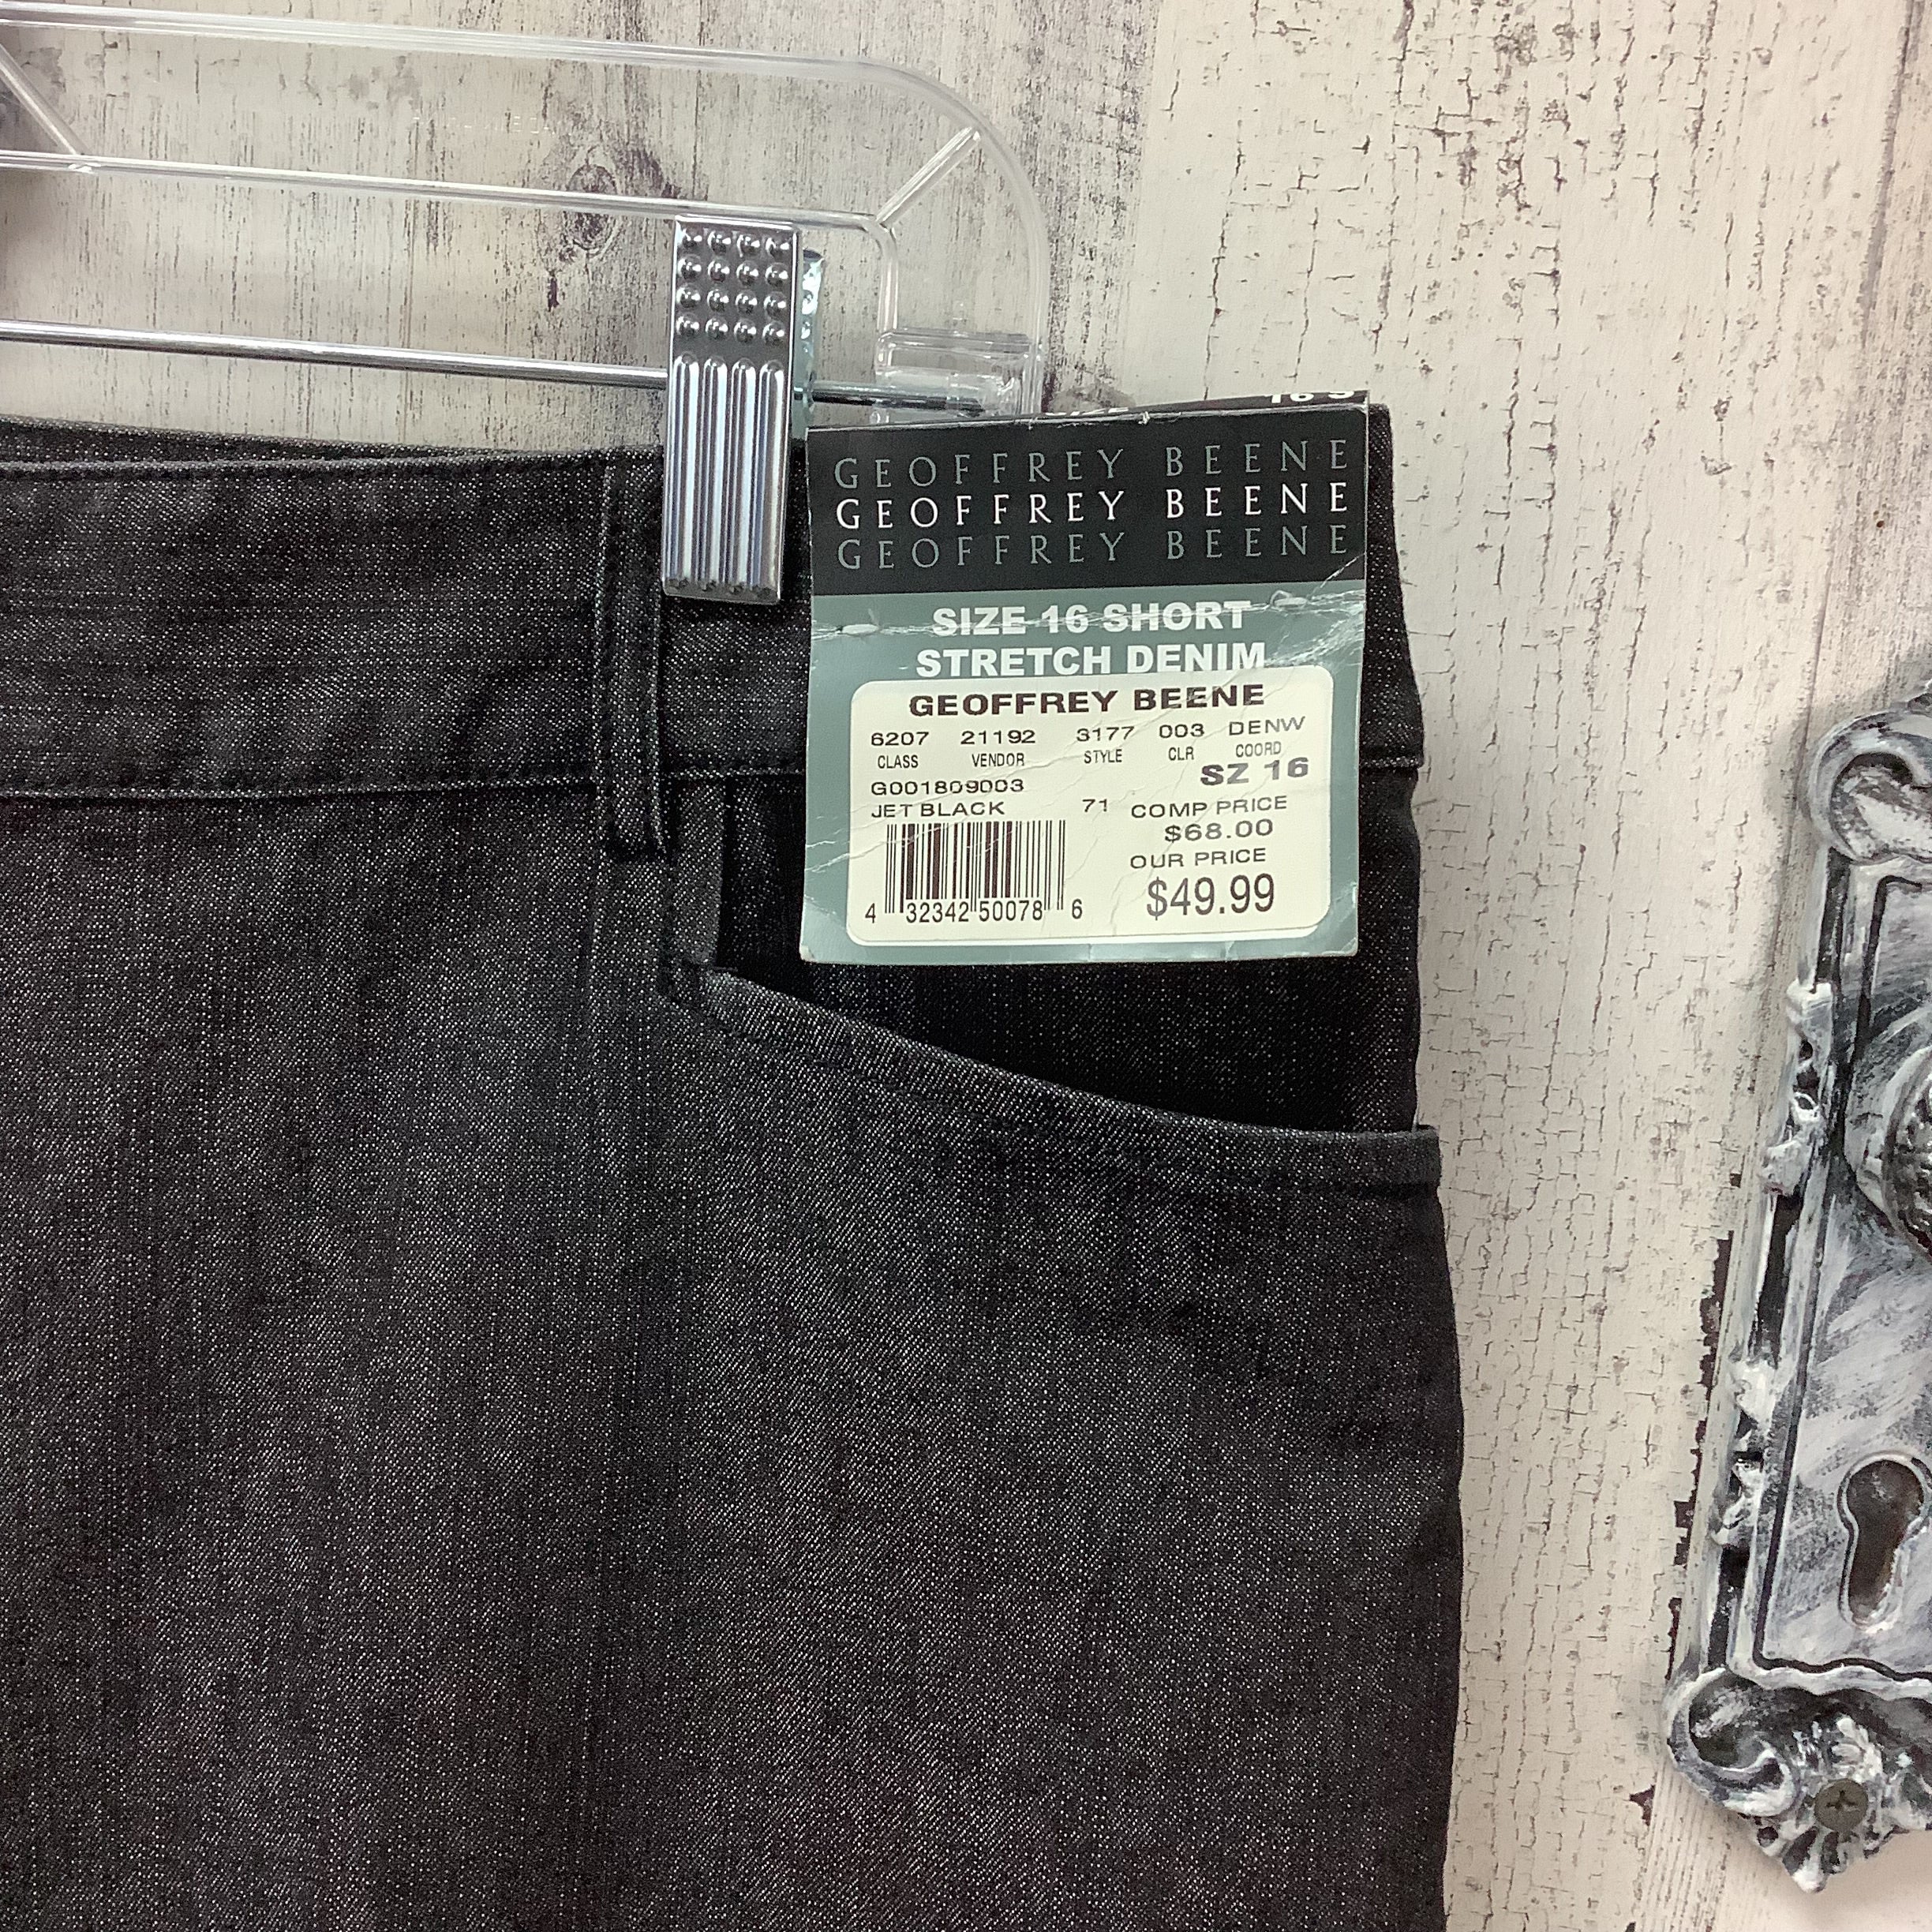 16 S
GEOFFREY BEENE
GEOFFREY BEENE
GEOFFREY BEENE
SIZE 16 SHORT
STRETCH DENIM
GEOFFREY BEENE
6207 21192 3177 003 DENW
CLASS VENDOR STYLE CLR COORD
SZ 16
G001809003
JET BLACK 71 COMP PRICE
$68.00
OUR PRICE
$49.99
4 32342 50078 6